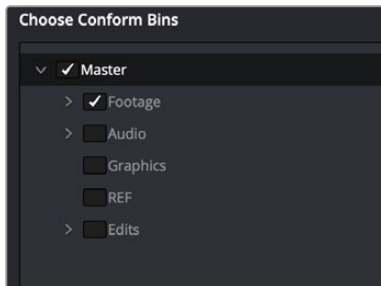 Choose Conform Bins
Master
Footage
Audio
Graphics
REF
Edits